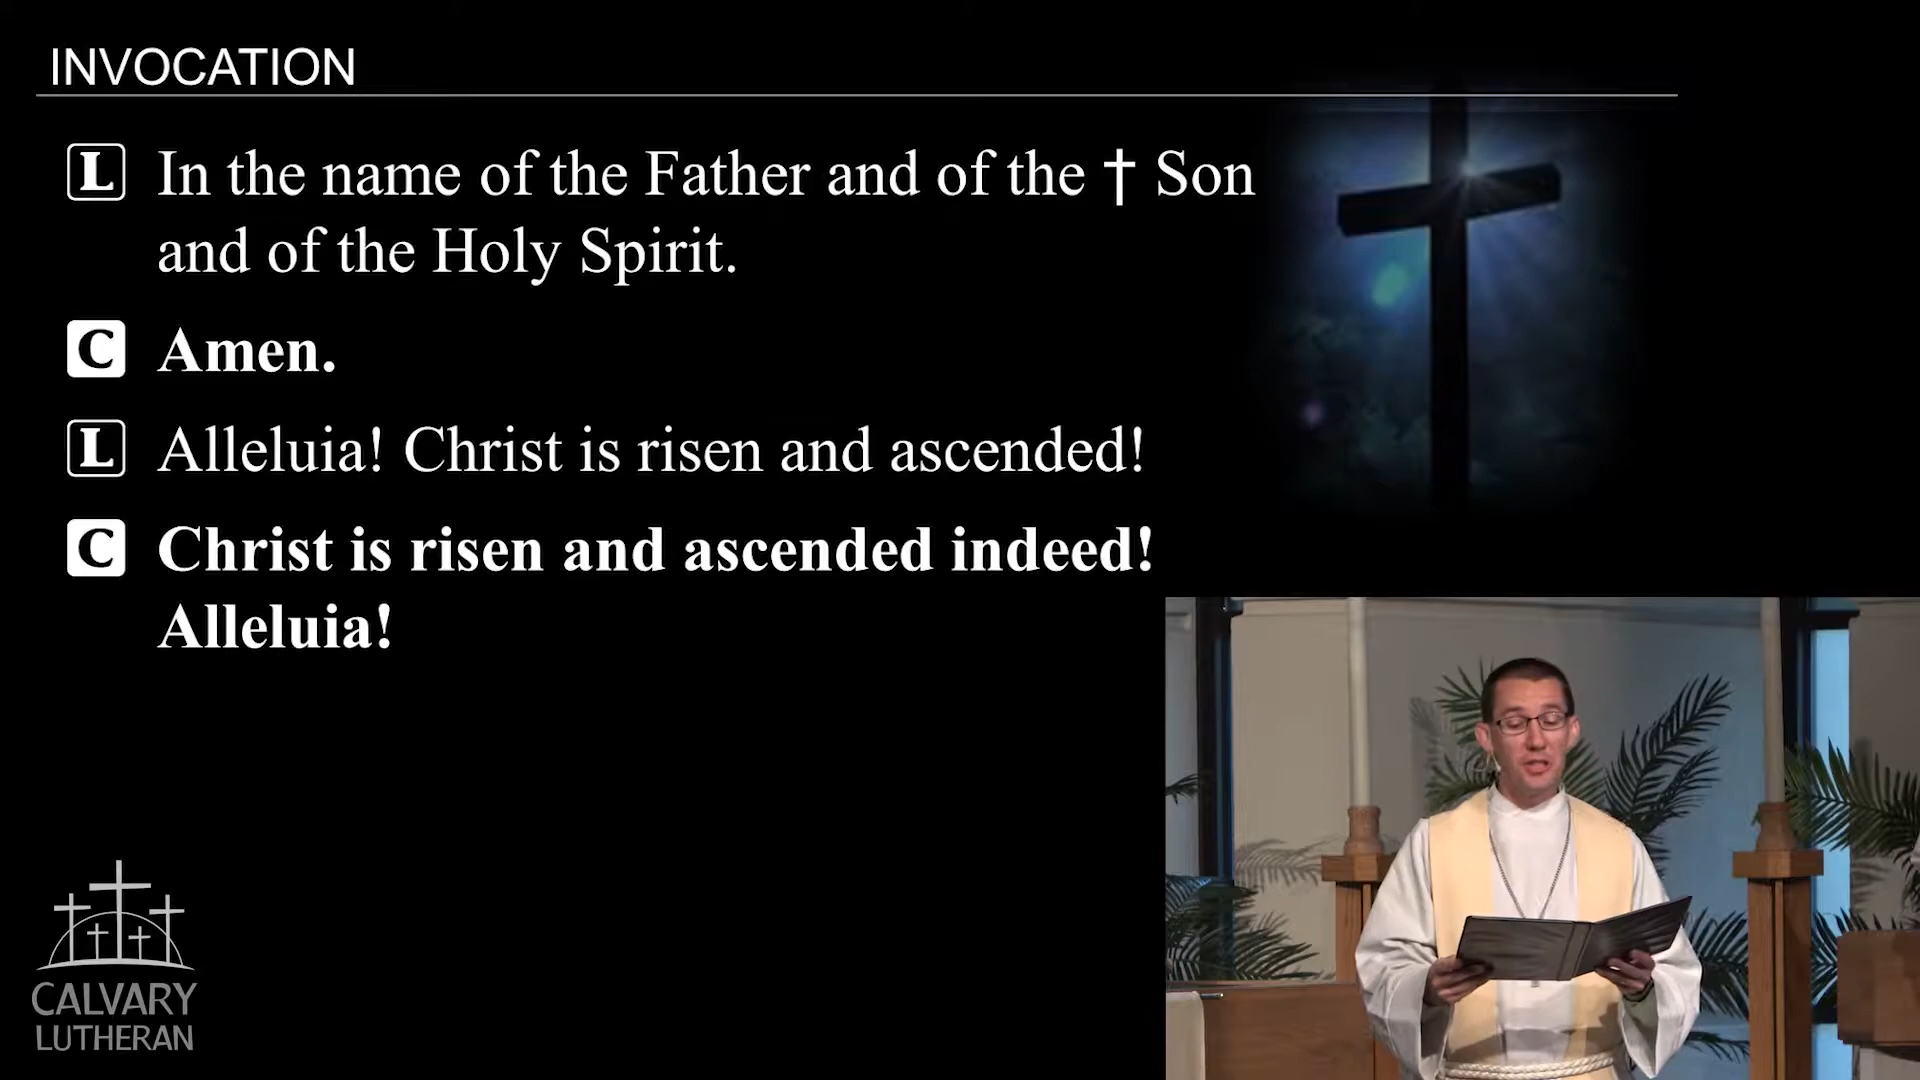 INVOCATION
L In the name of the Father and of the † Son
and of the Holy Spirit.
C Amen.
L Alleluia! Christ is risen and ascended!
C Christ is risen and ascended indeed!
Alleluia!
CALVARY
LUTHERAN